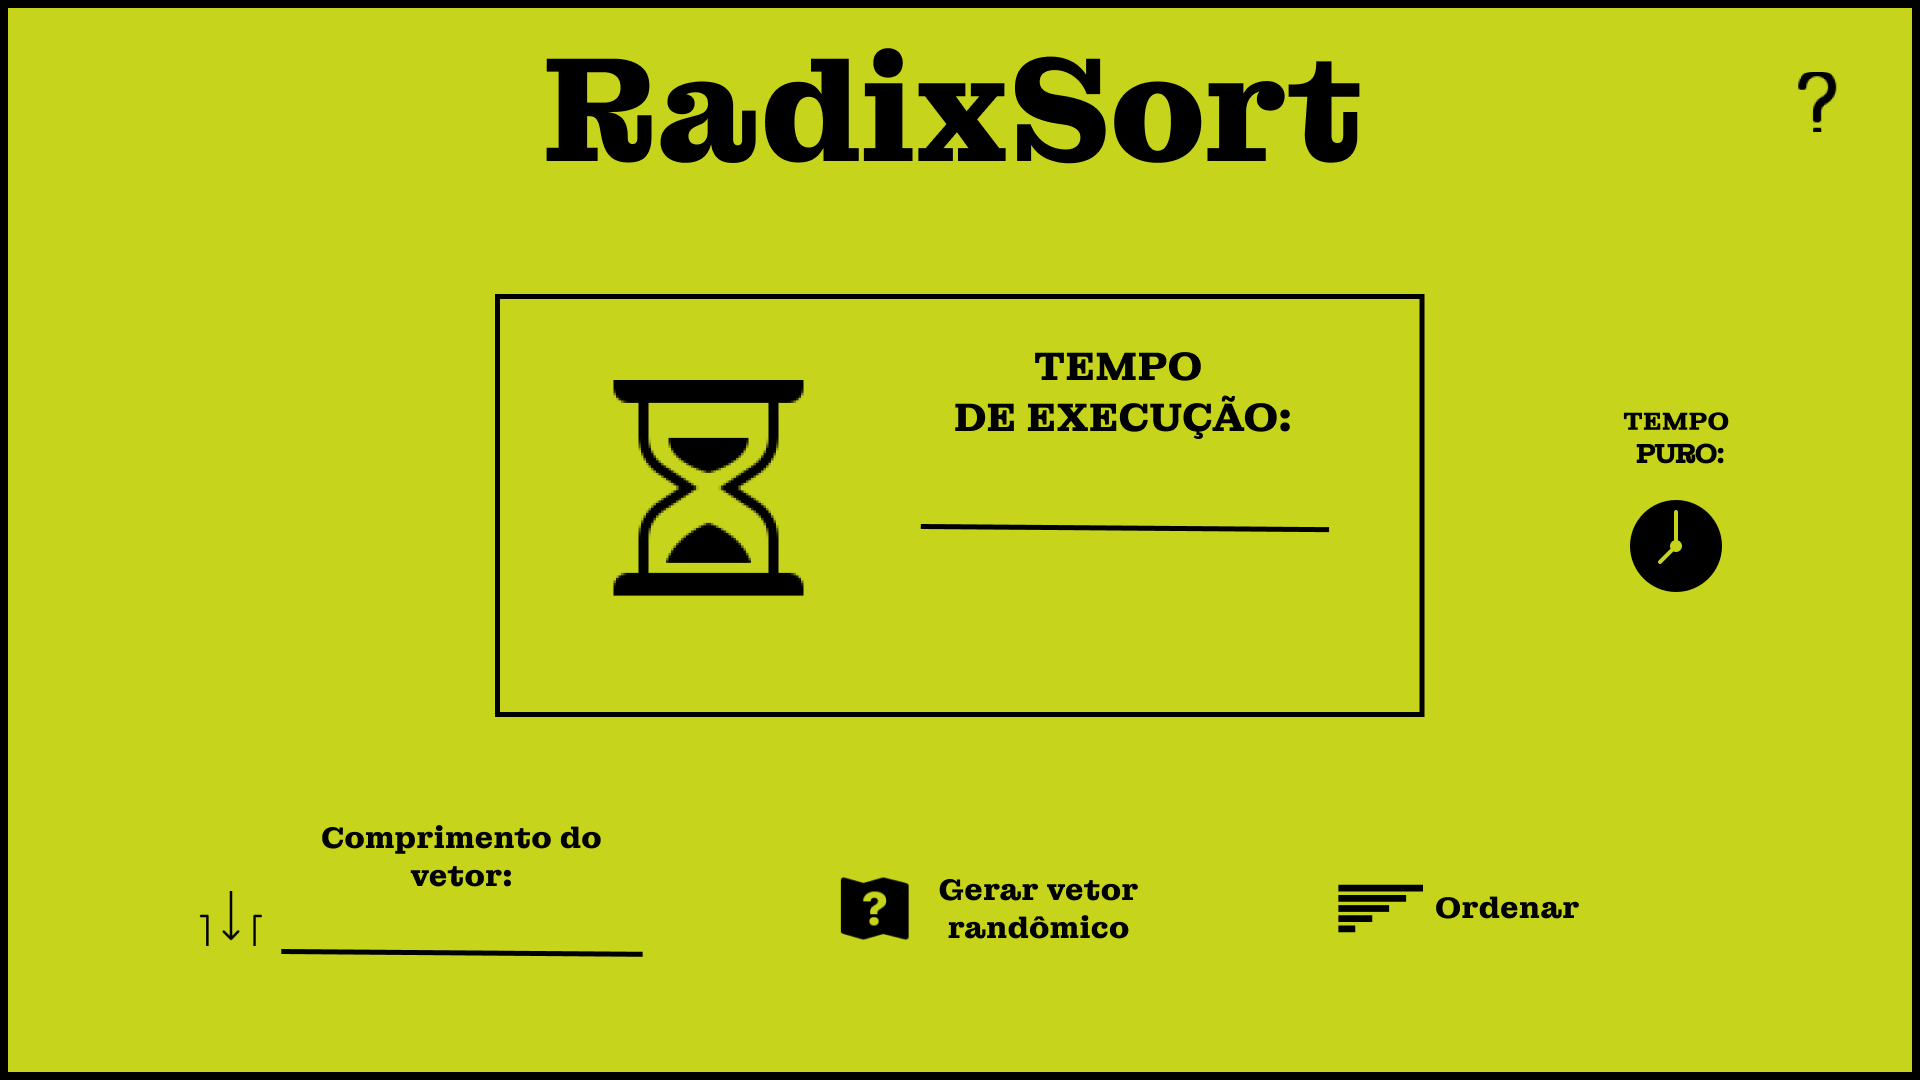 RadixSort
?
TEMPO
DE EXECUÇÃO:
TEMPO
PURO:
Comprimento do
vetor:
?
Gerar vetor
randômico
Ordenar